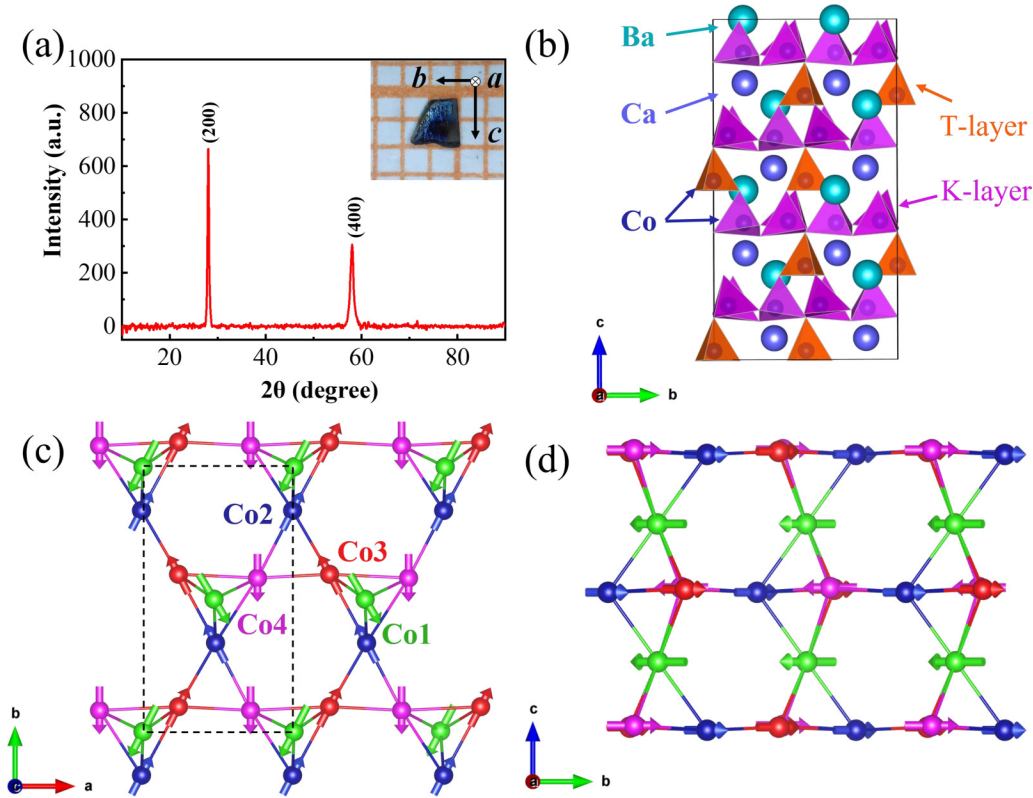 (a)
1000
800
600
400
200
0
Intensity (a.u.)
(200)
(400)
b
a
c
20
40
60
80
2θ (degree)
(b)
Ba
Ca
Co
T-layer
K-layer
c
a
b
(c)
Co2
Co3
Co4
Co1
b
c
a
(d)
c
a
b